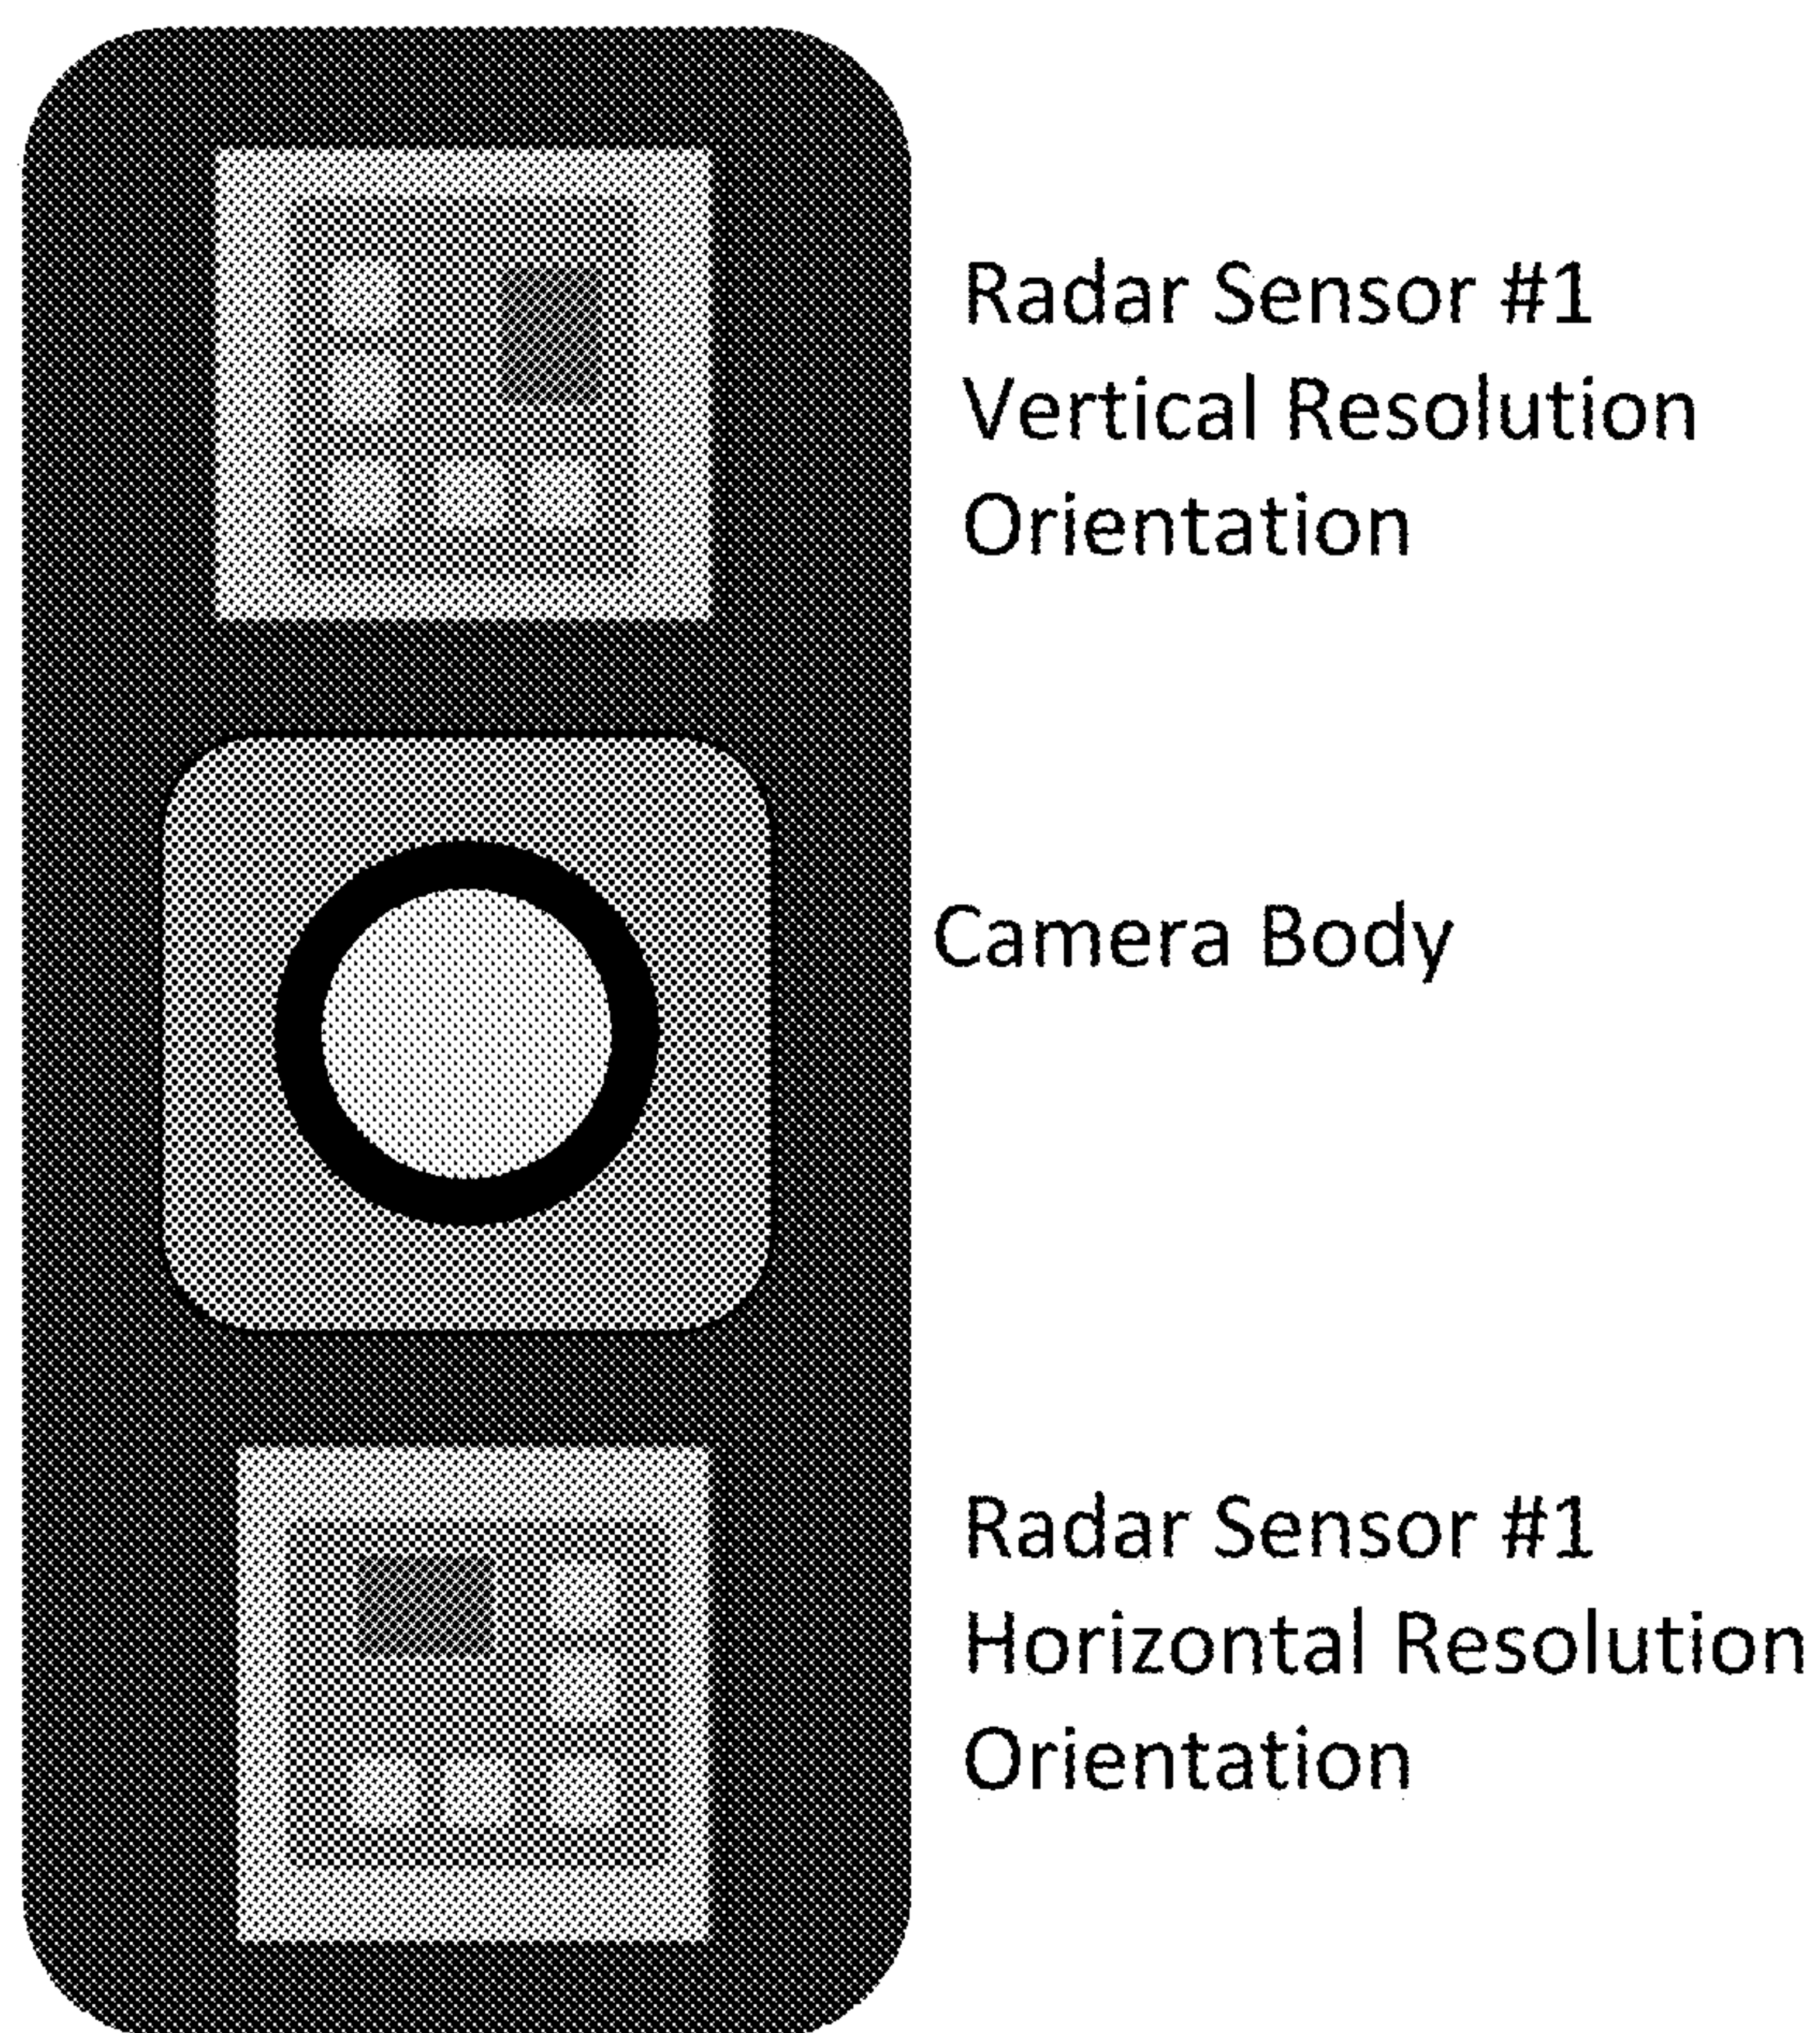 Radar Sensor #1
Vertical Resolution
Orientation
Camera Body
Radar Sensor #1
Horizontal Resolution
Orientation